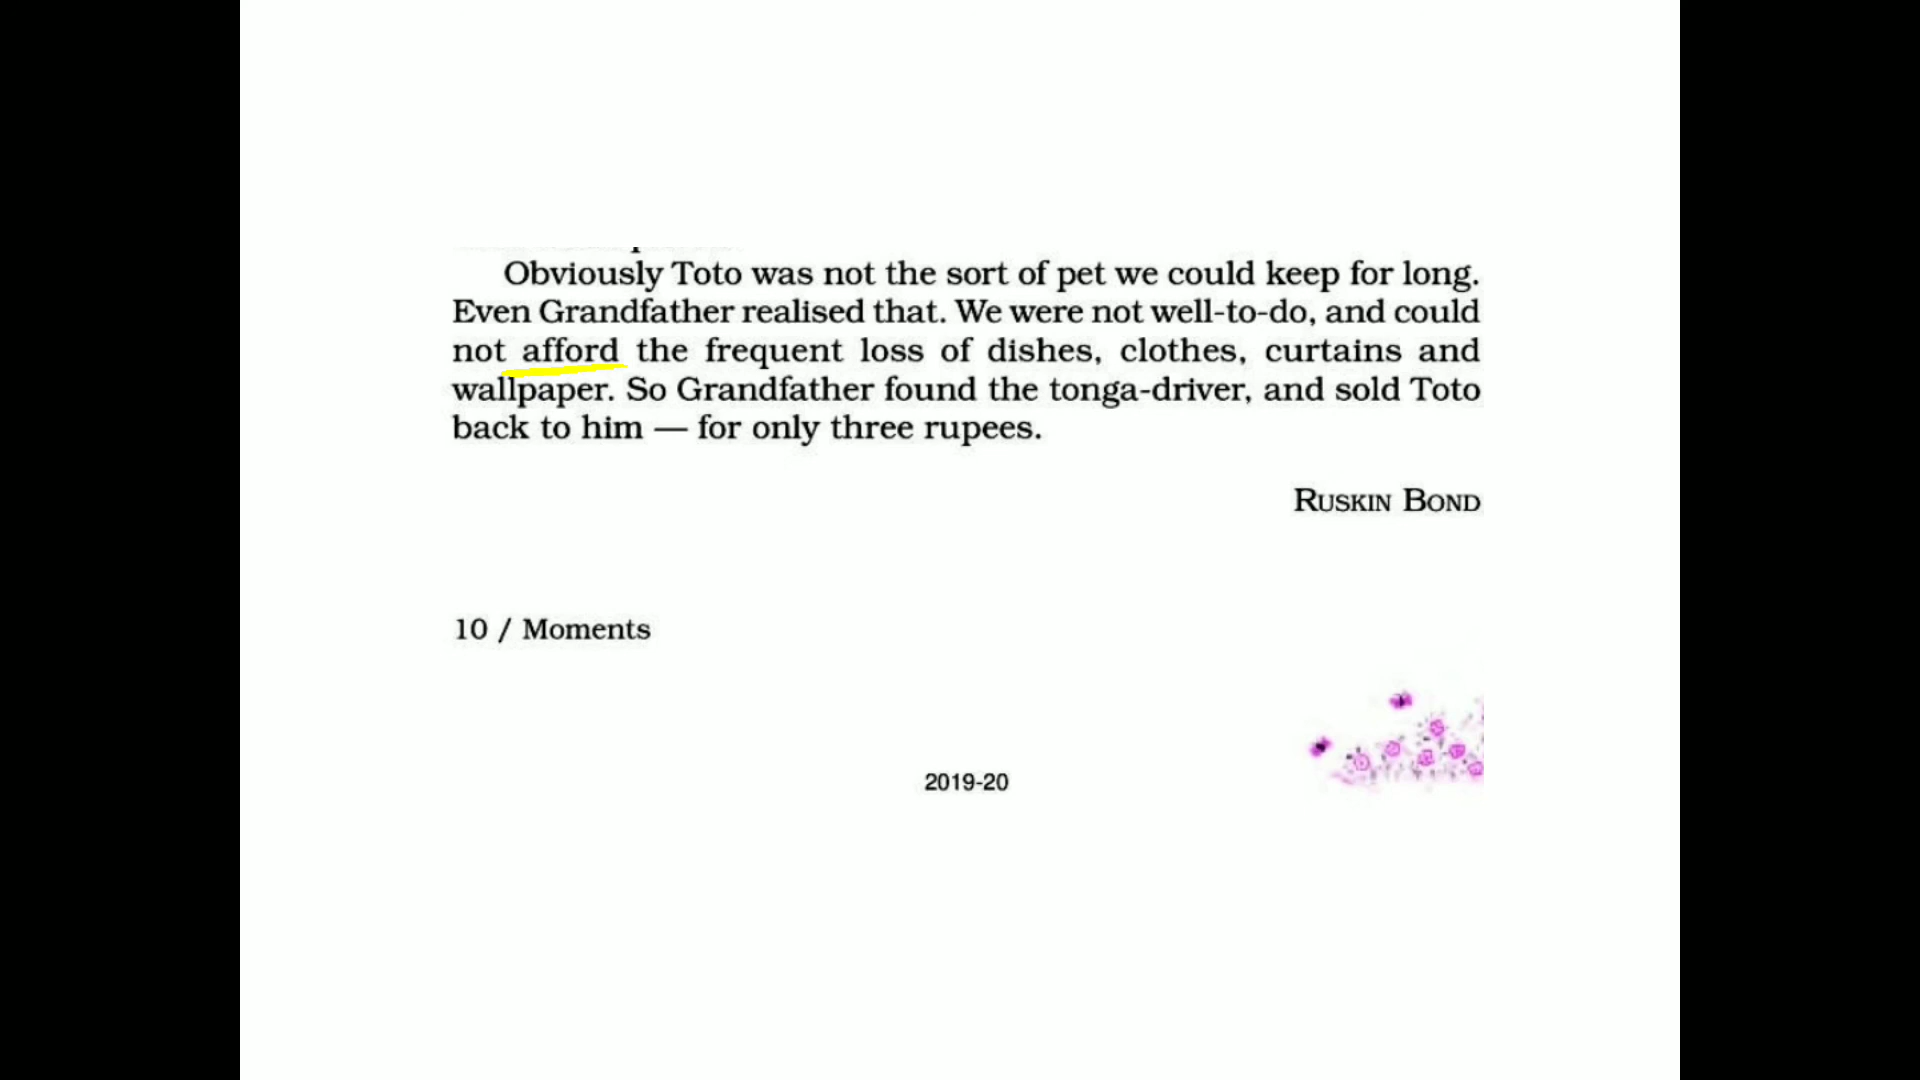 Obviously Toto was not the sort of pet we could keep for long.
Even Grandfather realised that. We were not well-to-do, and could
not afford the frequent loss of dishes, clothes, curtains and
wallpaper. So Grandfather found the tonga-driver, and sold Toto
back to him — for only three rupees.
RUSKIN BOND
10 / Moments
2019-20